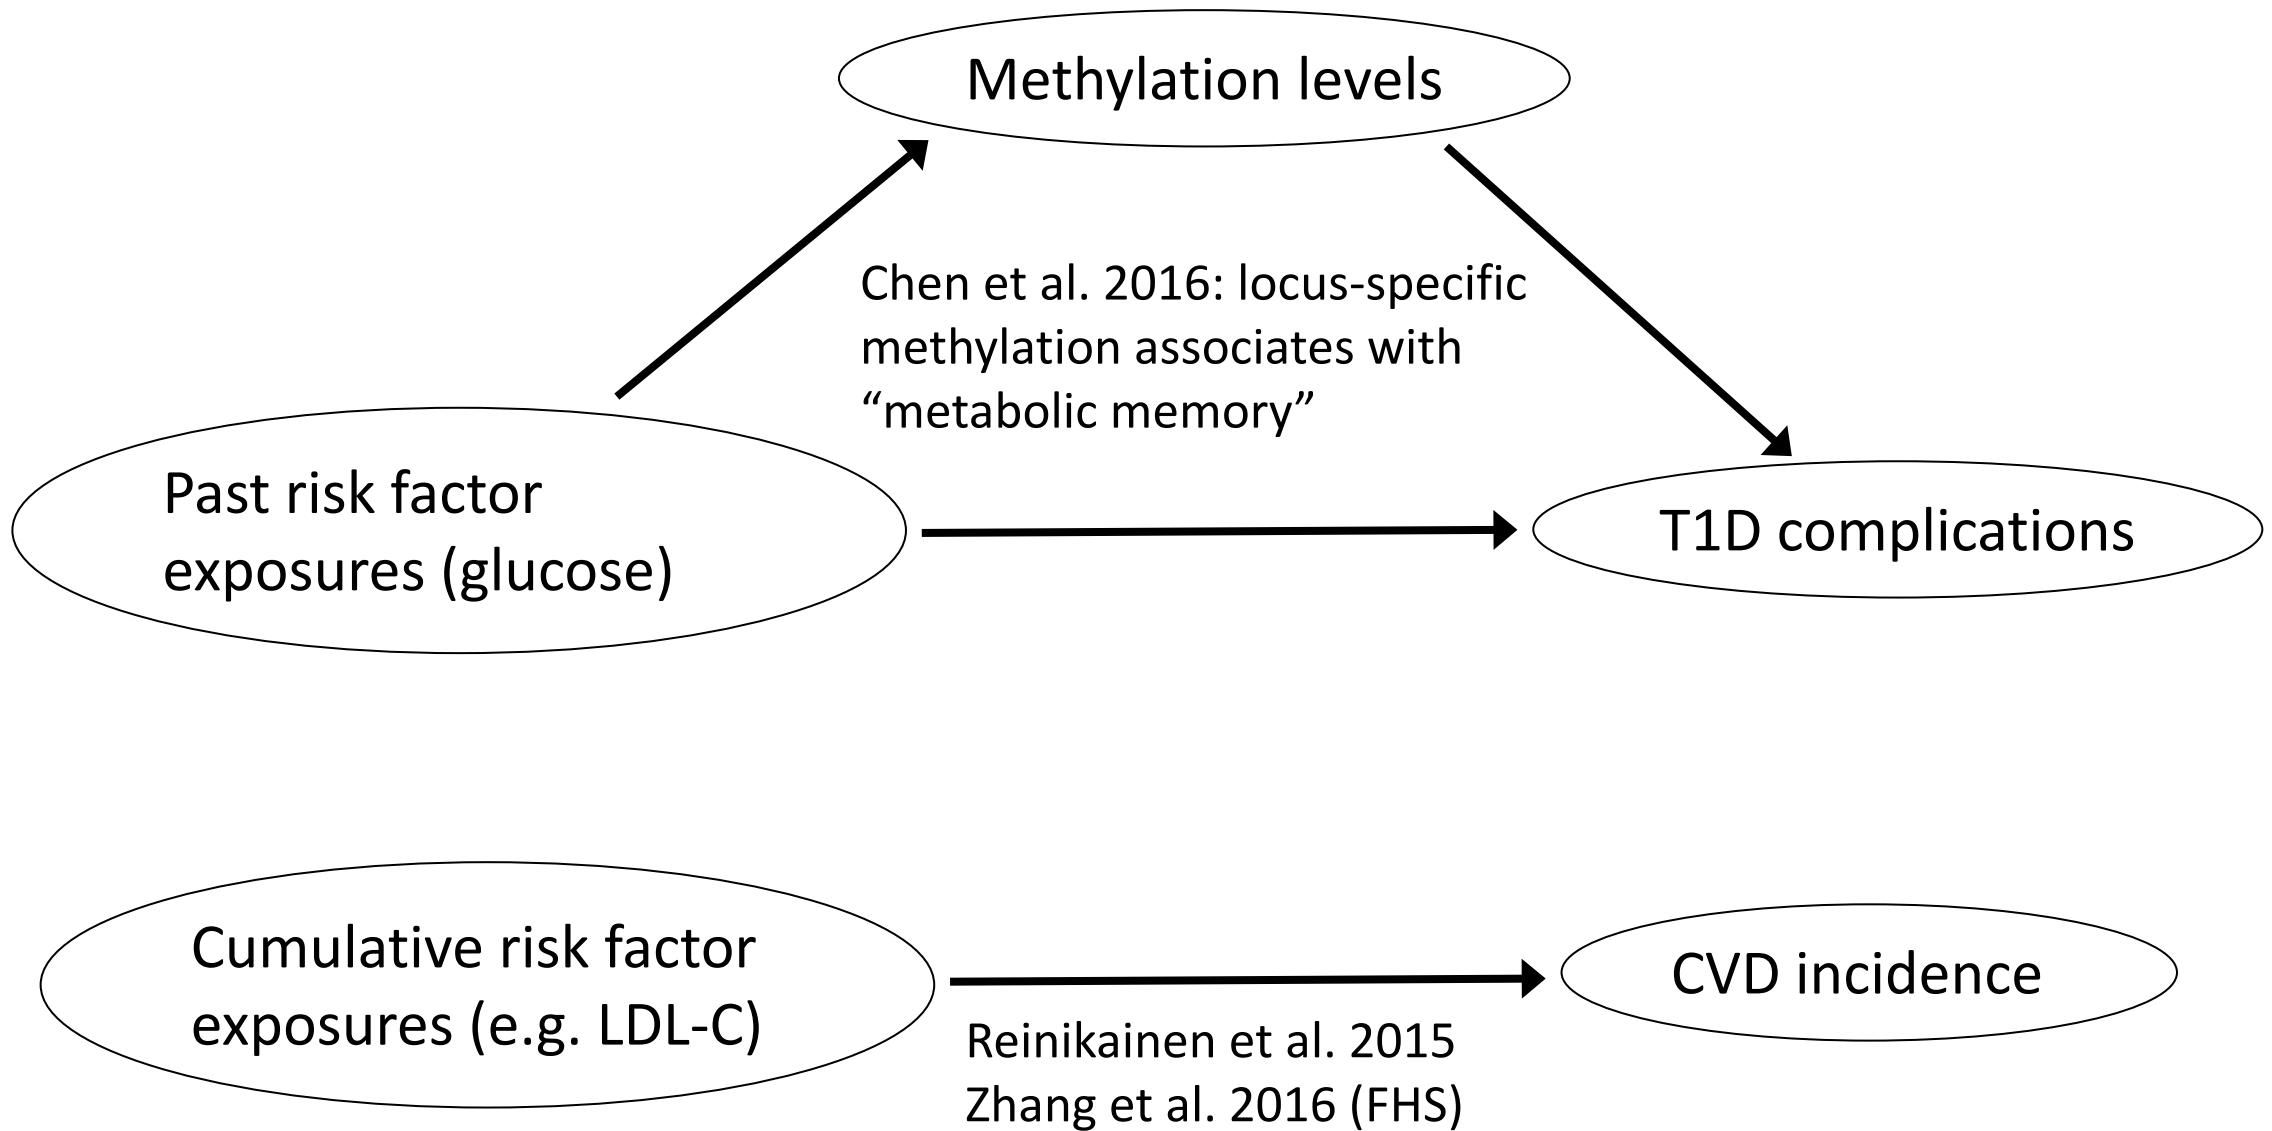 Methylation levels
Chen et al. 2016: locus-specific
methylation associates with
“metabolic memory”
Past risk factor
exposures (glucose)
T1D complications
Cumulative risk factor
exposures (e.g. LDL-C)
CVD incidence
Reinikainen et al. 2015
Zhang et al. 2016 (FHS)